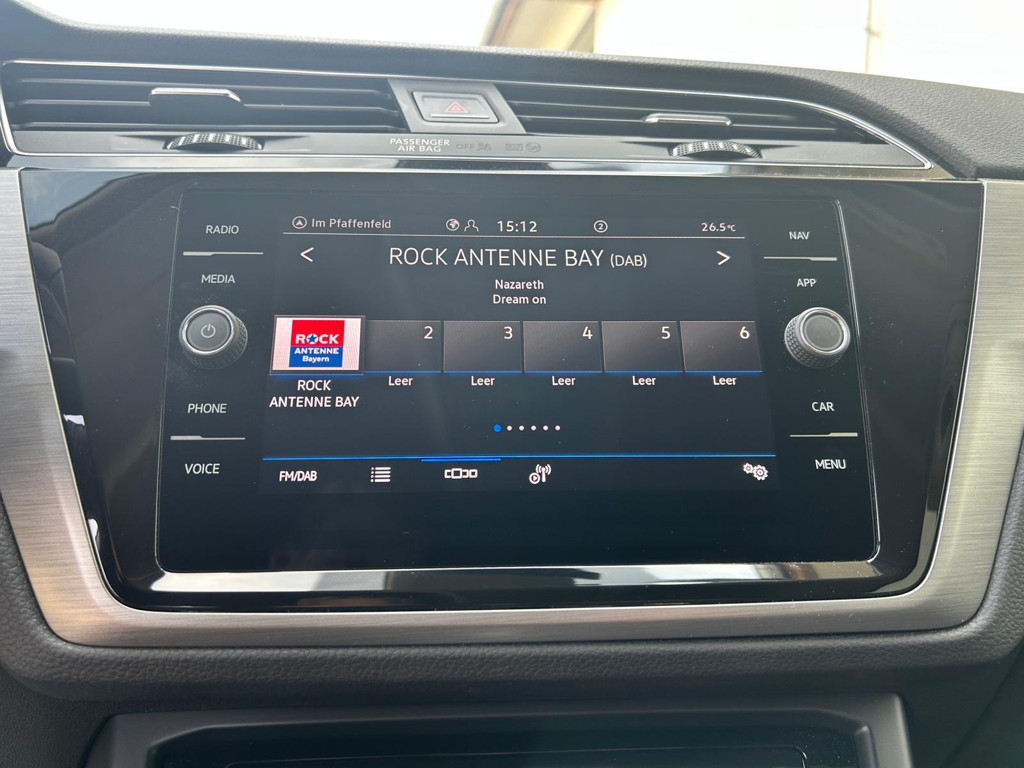 PASSENGER
AIR BAG OFF
RADIO
MEDIA
PHONE
VOICE
Im Pfaffenfeld 15:12 2 26.5°C
< ROCK ANTENNE BAY (DAB) >
Nazareth
Dream on
ROCK
ANTENNE
Bayern
2 3 4 5 6
ROCK
ANTENNE BAY
Leer Leer Leer Leer Leer
FM/DAB
NAV
APP
CAR
MENU